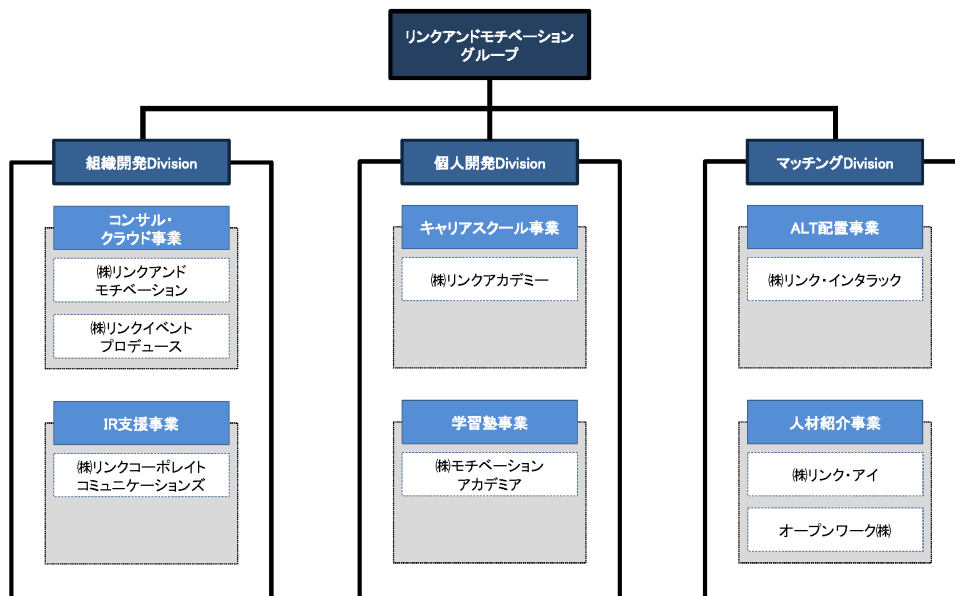 リンクアンドモチベーション
グループ
組織開発Division
個人開発Division
マッチングDivision
コンサル・
クラウド事業
㈱リンクアンド
モチベーション
㈱リンクイベント
プロデュース
キャリアスクール事業
㈱リンクアカデミー
ALT配置事業
㈱リンク・インタラック
IR支援事業
㈱リンクコーポレイト
コミュニケーションズ
学習塾事業
㈱モチベーション
アカデミア
人材紹介事業
㈱リンク・アイ
オープンワーク㈱